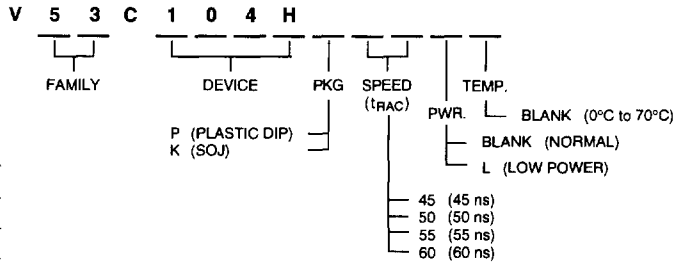 V 5 3 C 1 0 4 H
FAMILY DEVICE PKG SPEED TEMP.
(tRAC) PWR. BLANK (0°C to 70°C)
P (PLASTIC DIP) BLANK (NORMAL)
K (SOJ)
L (LOW POWER)
45 (45 ns)
50 (50 ns)
55 (55 ns)
60 (60 ns)